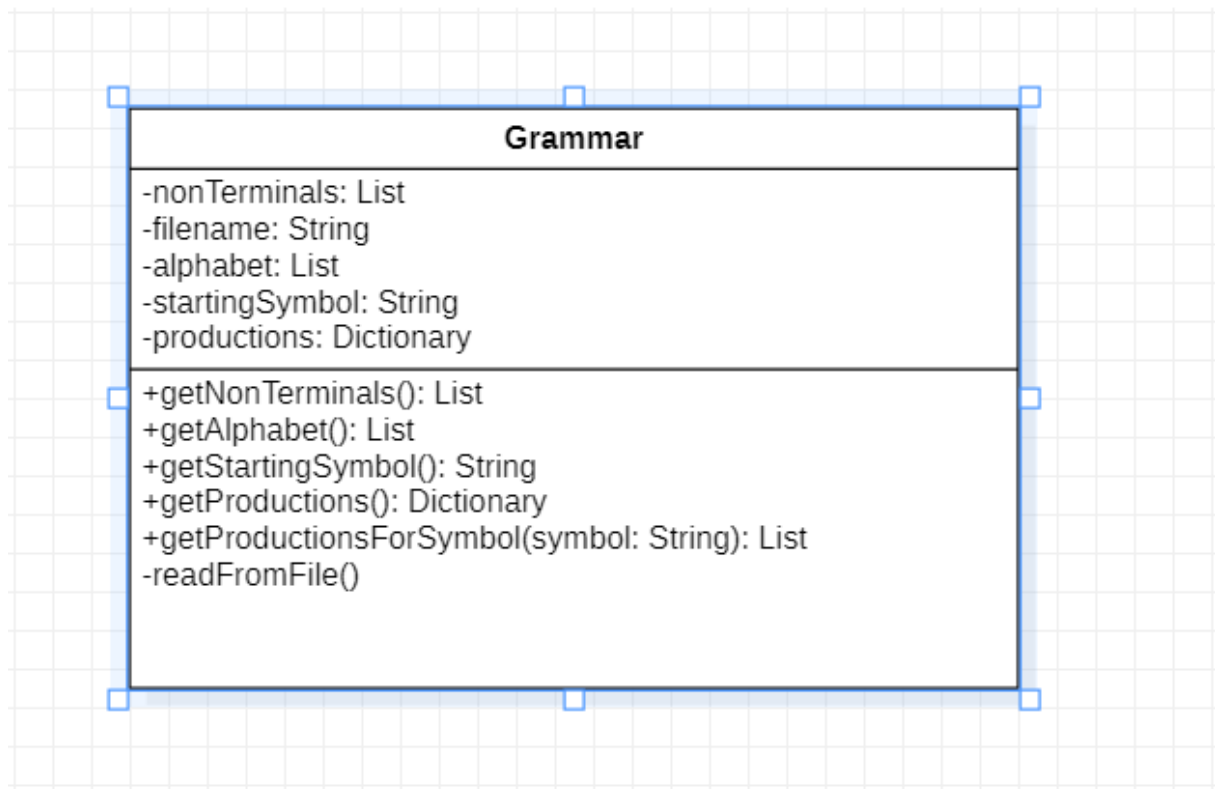 Grammar
-nonTerminals: List
-filename: String
-alphabet: List
-startingSymbol: String
-productions: Dictionary
+getNonTerminals(): List
+getAlphabet(): List
+getStartingSymbol(): String
+getProductions(): Dictionary
+getProductionsForSymbol(symbol: String): List
-readFromFile()